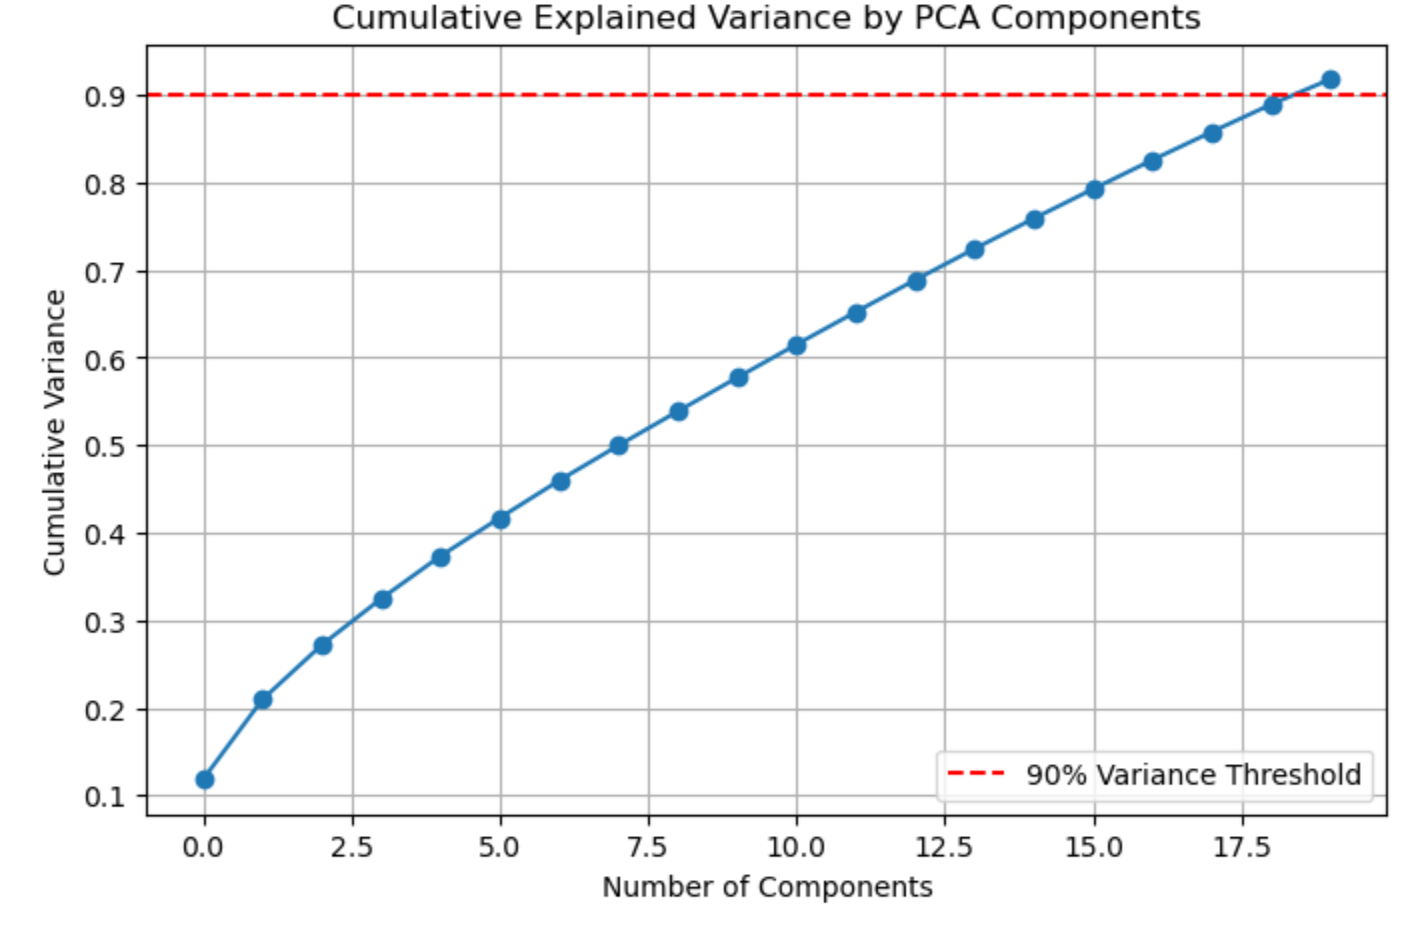 Cumulative Explained Variance by PCA Components
0.9
0.8
0.7
0.6
0.5
0.4
0.3
0.2
0.1
Cumulative Variance
90% Variance Threshold
0.0 2.5 5.0 7.5 10.0 12.5 15.0 17.5
Number of Components